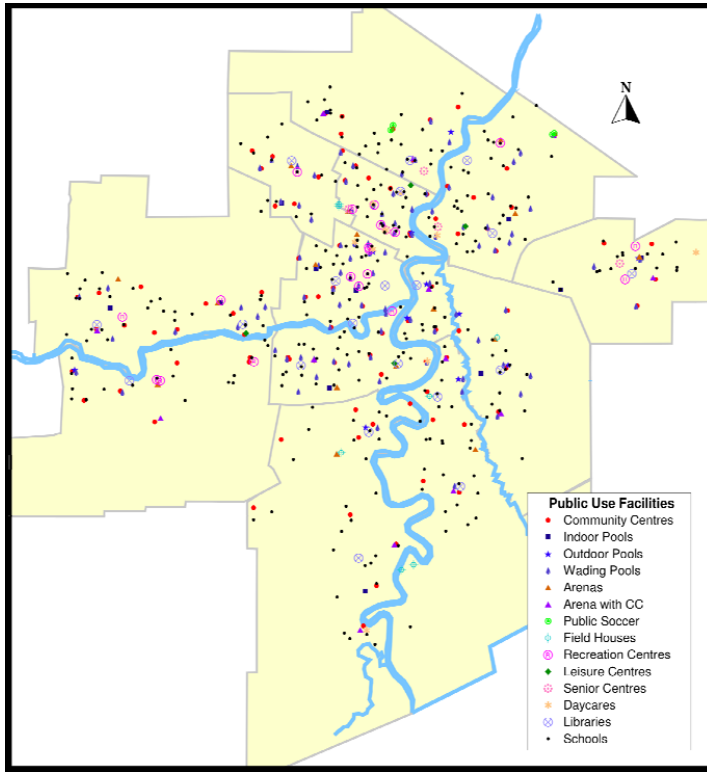 N
Public Use Facilities
Community Centres
Indoor Pools
Outdoor Pools
Wading Pools
Arenas
Arena with CC
Public Soccer
Field Houses
Recreation Centres
Leisure Centres
Senior Centres
Daycares
Libraries
Schools